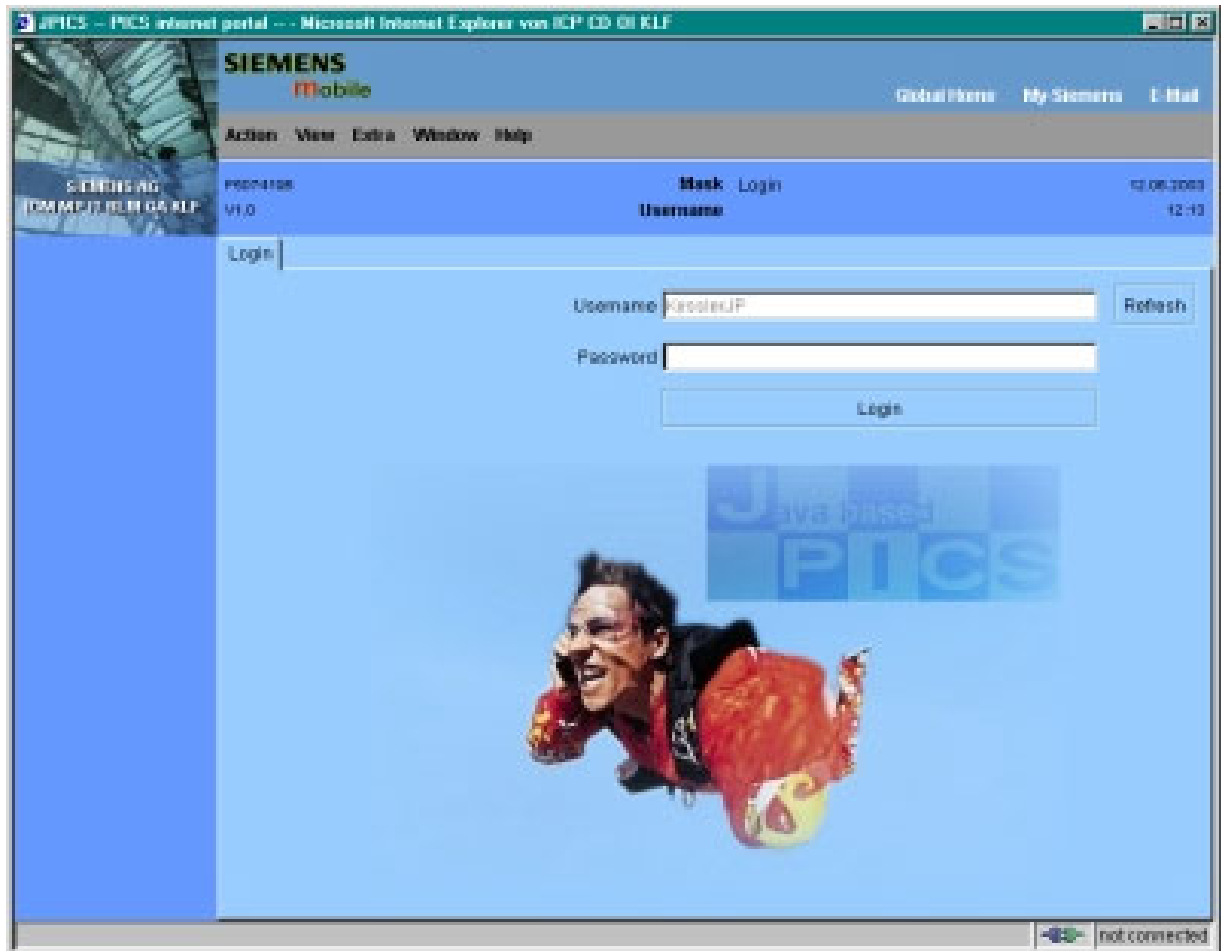 JPICS -- PICS internet portal -- - Microsoft Internet Explorer von ICP CD OI KLF
SIEMENS
mobile
Global Home My Siemens E-Mail
Action View Extra Window Help
SIEMENS AG
KLF
Mask Login
V1.0
Username
12:13
Login
Username KesslerJP Refresh
Password
Login
Java based
PICS
not connected